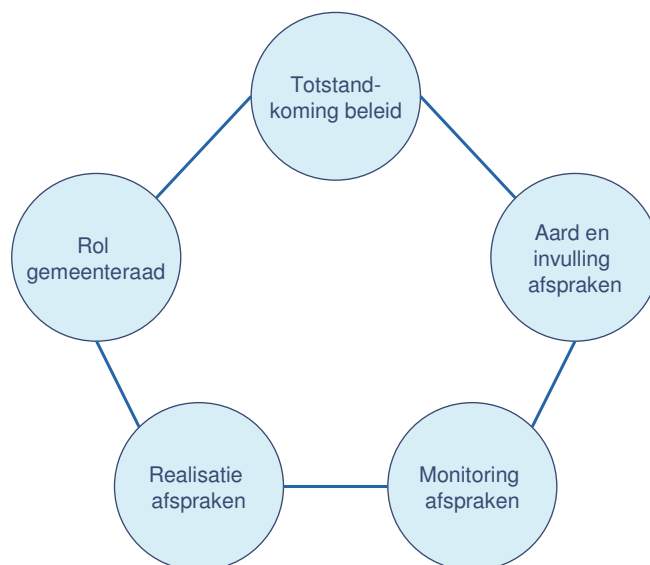 Totstand-
koming beleid
Rol
gemeenteraad
Aard en
invulling
afspraken
Realisatie
afspraken
Monitoring
afspraken